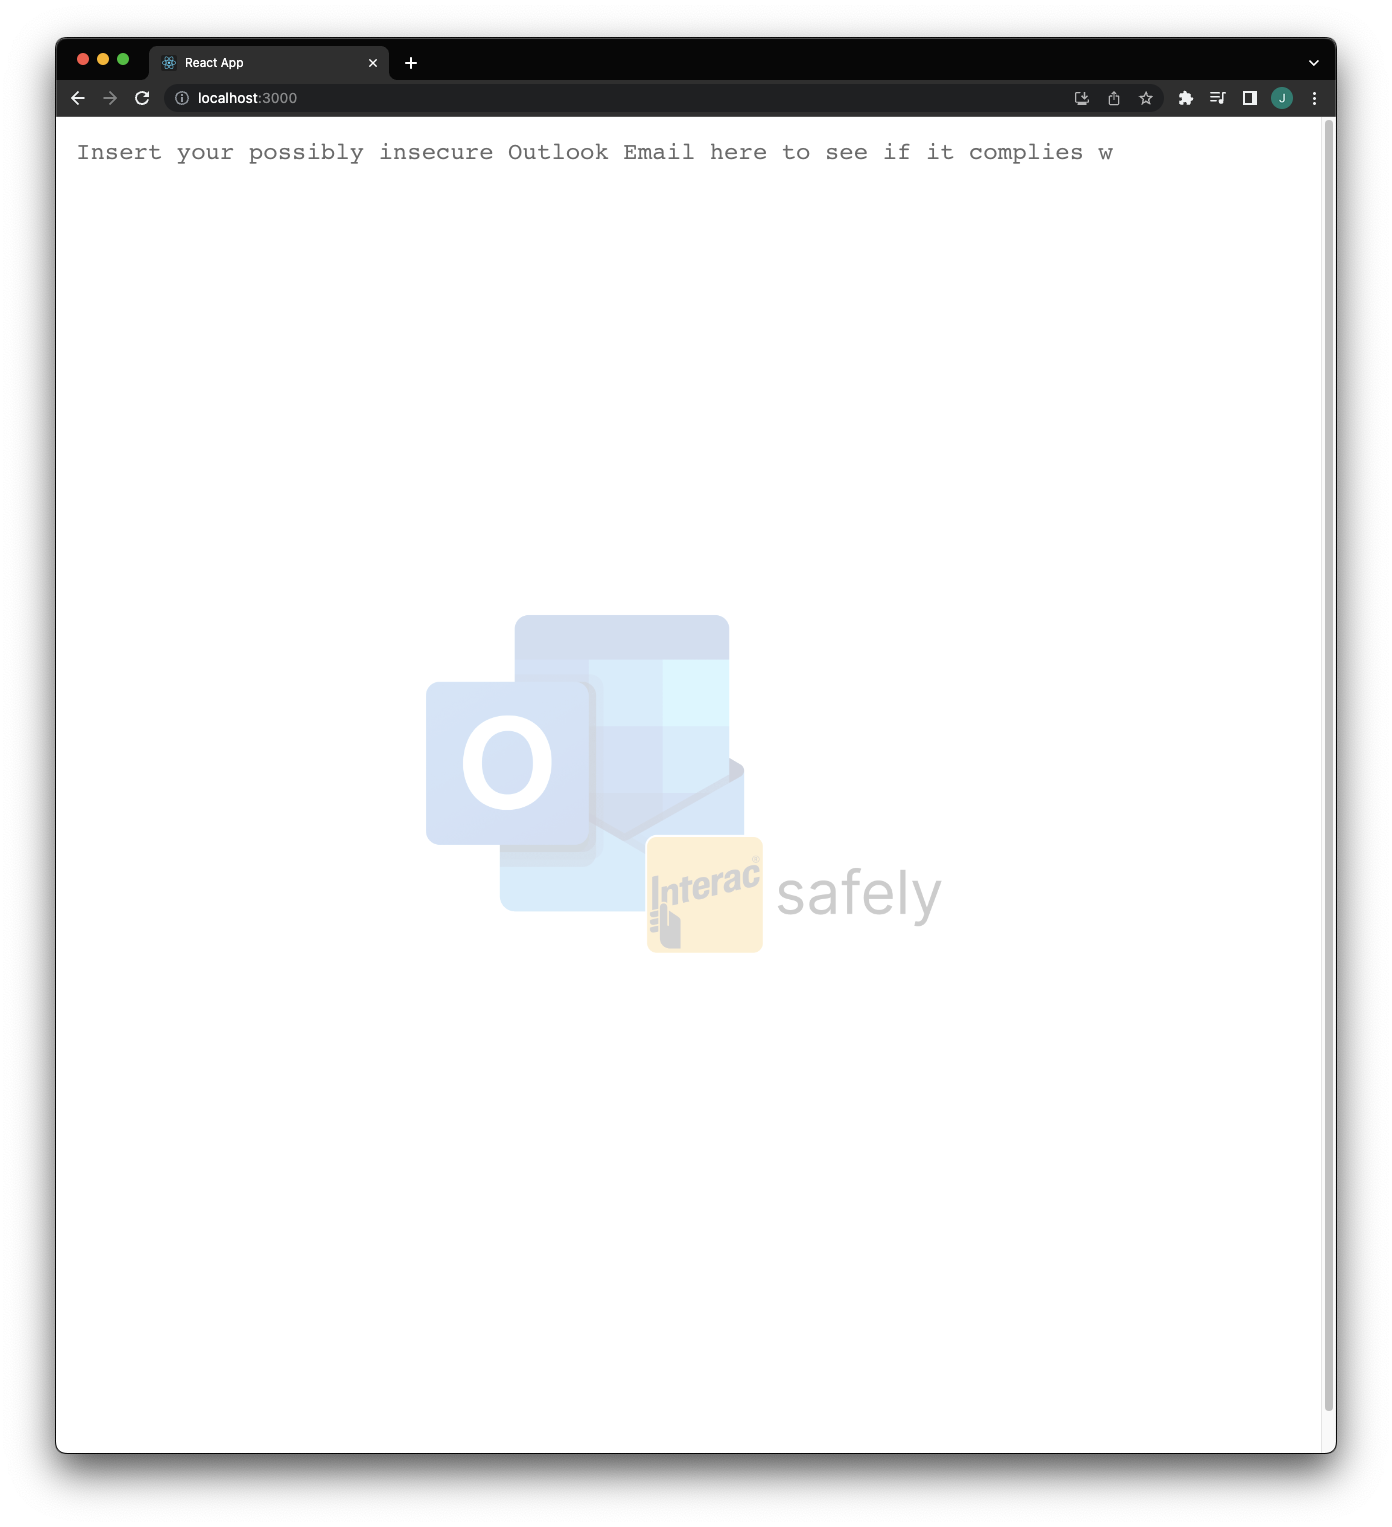 React App
localhost:3000
J
Insert your possibly insecure Outlook Email here to see if it complies w
O
Interac®
safely